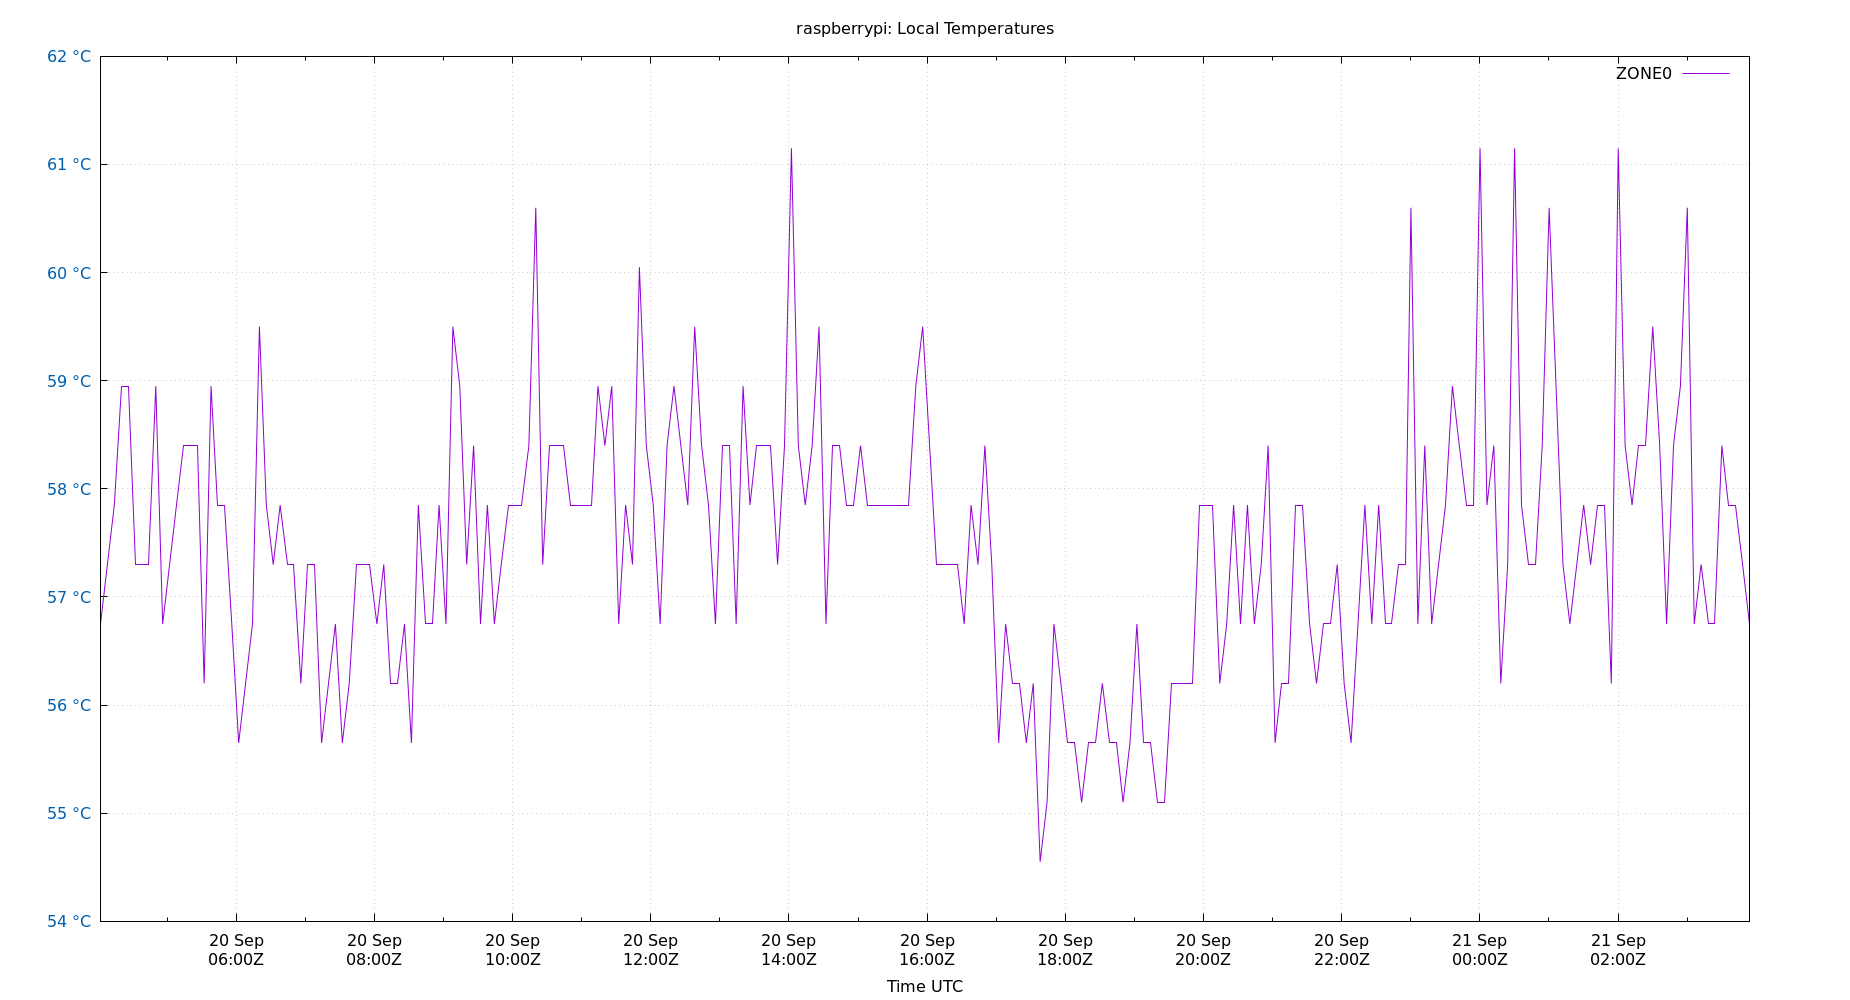 raspberrypi: Local Temperatures
62 °C
ZONE0
61 °C
60 °C
59 °C
58 °C
57 °C
56 °C
55 °C
54 °C
20 Sep 20 Sep 20 Sep 20 Sep 20 Sep 20 Sep 20 Sep 20 Sep 20 Sep 21 Sep 21 Sep
06:00Z 08:00Z 10:00Z 12:00Z 14:00Z 16:00Z 18:00Z 20:00Z 22:00Z 00:00Z 02:00Z
Time UTC